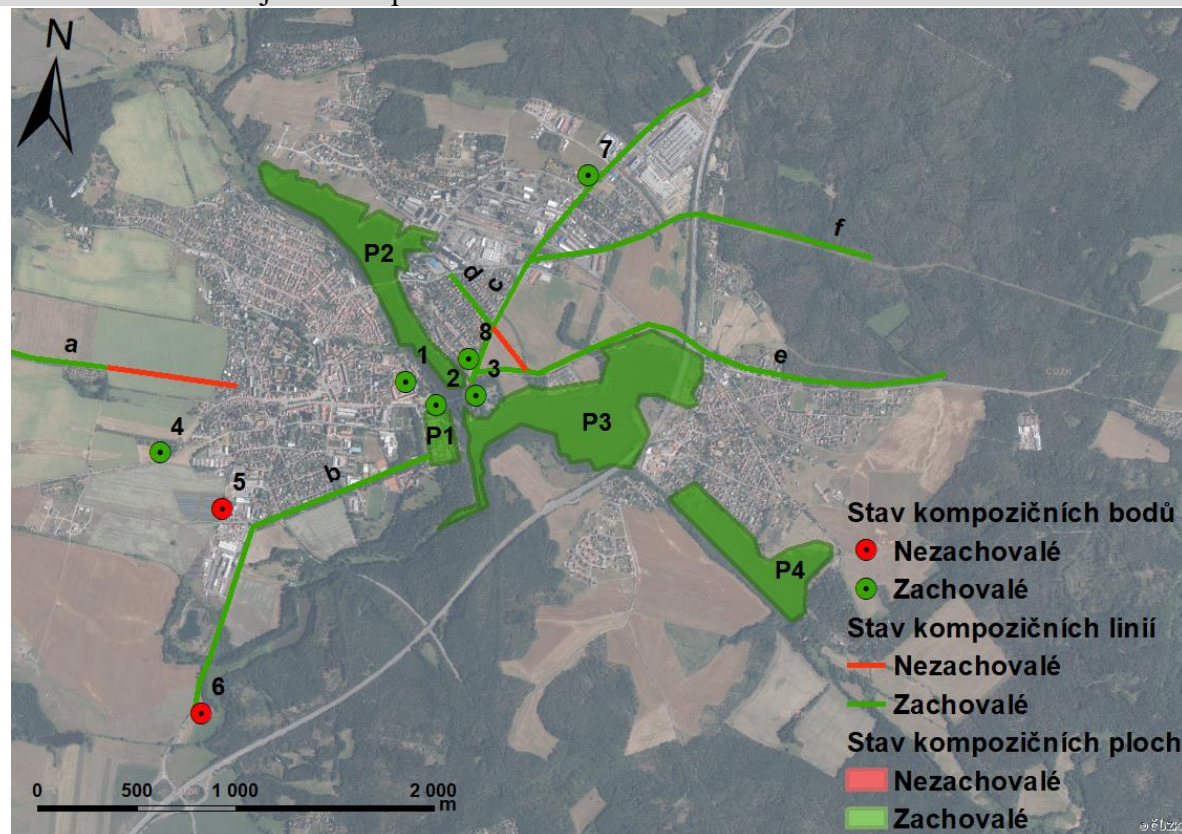 N
7
f
P2
d
c
8
a
1
2
3
e
P3
4
P1
b
5
P4
6
Stav kompozičních bodů
Nezachovalé
Zachovalé
Stav kompozičních linií
Nezachovalé
Zachovalé
Stav kompozičních ploch
Nezachovalé
Zachovalé
0 500 1 000 2 000
m